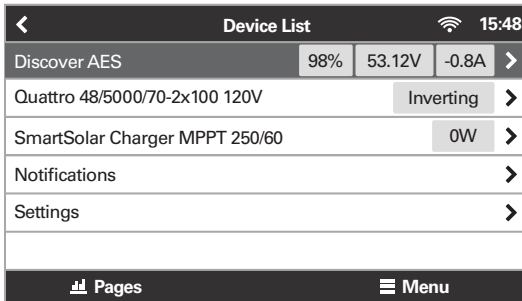 Device List 15:48
Discover AES 98% 53.12V -0.8A
Quattro 48/5000/70-2x100 120V Inverting
SmartSolar Charger MPPT 250/60 0W
Notifications
Settings
Pages Menu